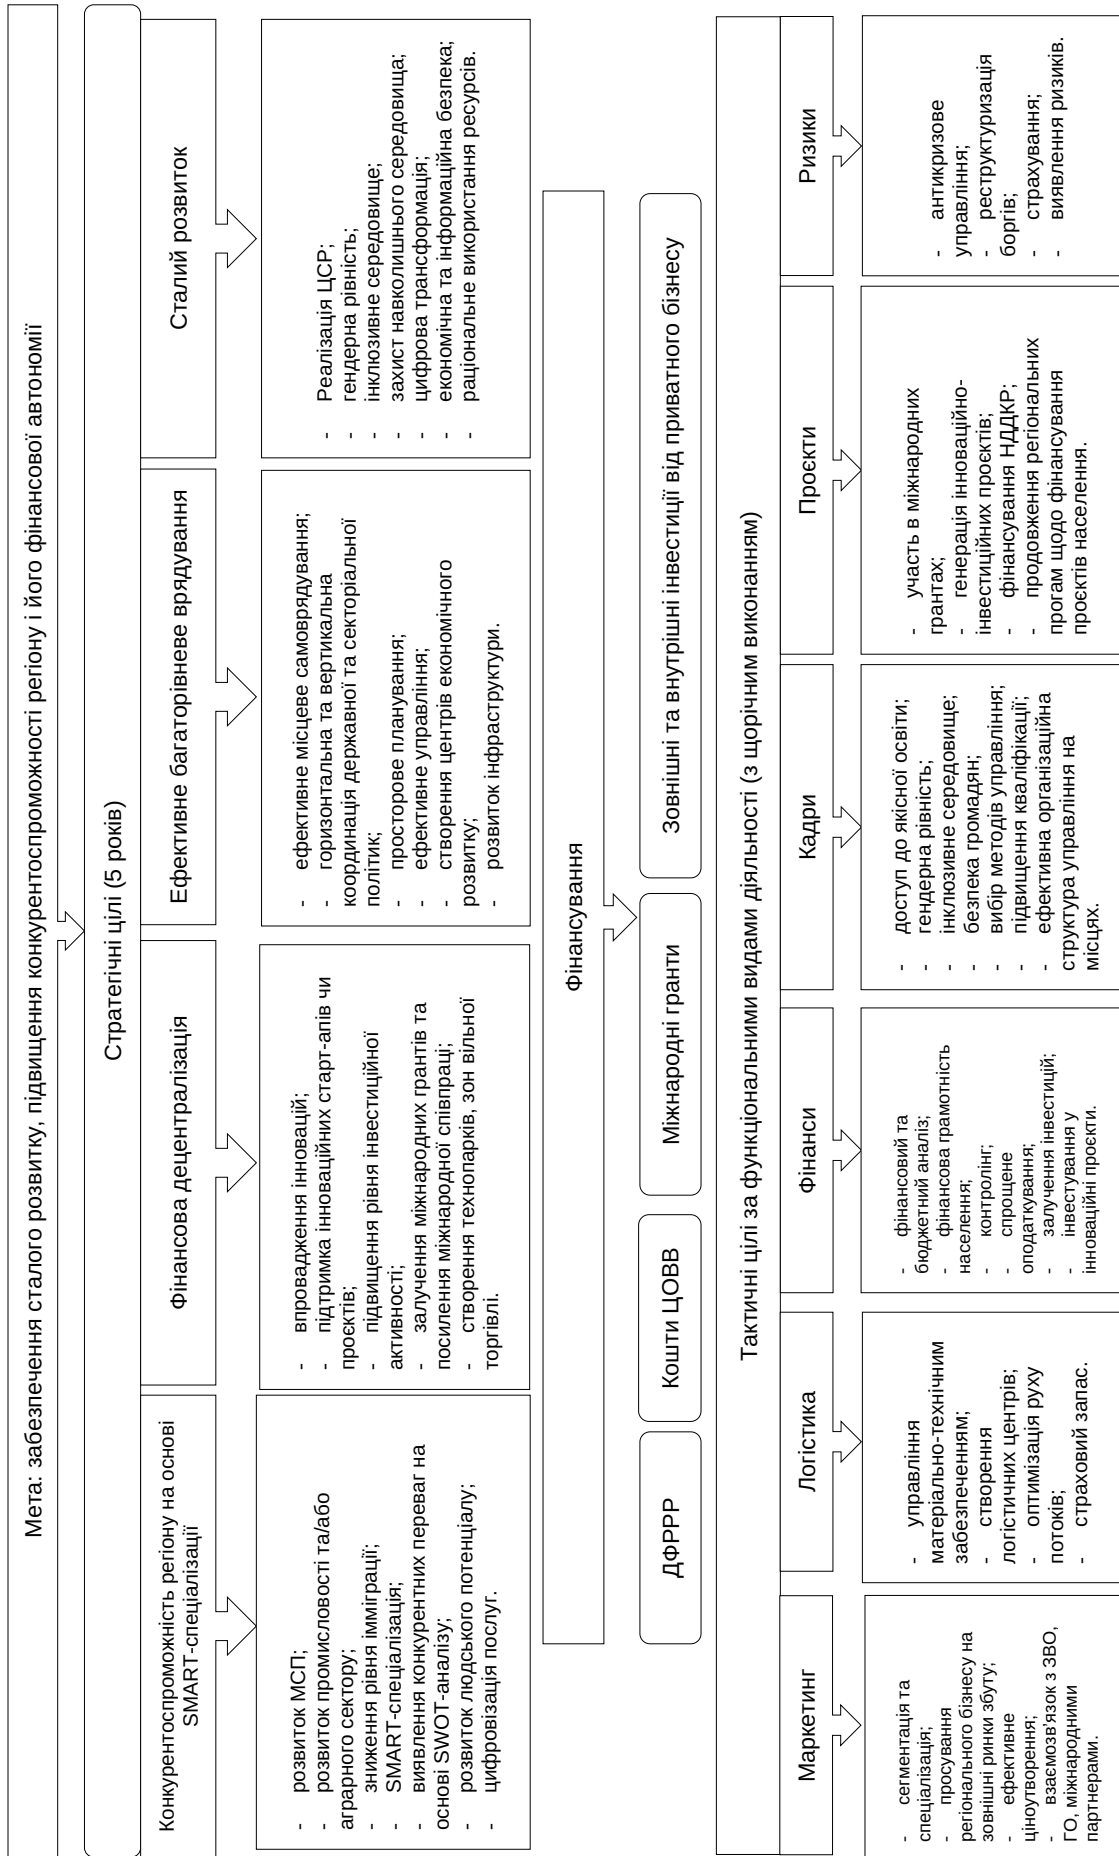 Мета: забезпечення сталого розвитку, підвищення конкурентоспроможності регіону і його фінансової автономії
Стратегічні цілі (5 років)
Конкурентоспроможність регіону на основі
SMART-спеціалізації
- розвиток МСП;
- розвиток промисловості та/або
аграрного сектору;
- зниження рівня імміграції;
- SMART-спеціалізація;
- виявлення конкурентних переваг на
основі SWOT-аналізу;
- розвиток людського потенціалу;
- цифровізація послуг.
Фінансова децентралізація
- впровадження інновацій;
- підтримка інноваційних старт-апів чи
проєктів;
- підвищення рівня інвестиційної
активності;
- залучення міжнародних грантів та
посилення міжнародної співпраці;
- створення технопарків, зон вільної
торгівлі.
Ефективне багаторівневе врядування
- ефективне місцеве самоврядування;
- горизонтальна та вертикальна
координація державної та секторіальної
політик;
- просторове планування;
- ефективне управління;
- створення центрів економічного
розвитку;
- розвиток інфраструктури.
Сталий розвиток
- Реалізація ЦСР;
- гендерна рівність;
- інклюзивне середовище;
- захист навколишнього середовища;
- цифрова трансформація;
- економічна та інформаційна безпека;
- раціональне використання ресурсів.
Фінансування
ДФРРР
Кошти ЦОВВ
Міжнародні гранти
Зовнішні та внутрішні інвестиції від приватного бізнесу
Тактичні цілі за функціональними видами діяльності (з щорічним виконанням)
Маркетинг
- сегментація та
спеціалізація;
- просування
регіонального бізнесу на
зовнішні ринки збуту;
- ефективне
ціноутворення;
- взаємозв'язок з ЗВО,
ГО, міжнародними
партнерами.
Логістика
- управління
матеріально-технічним
забезпеченням;
- створення
логістичних центрів;
- оптимізація руху
потоків;
- страховий запас.
Фінанси
- фінансовий та
бюджетний аналіз;
- фінансова грамотність
населення;
- контролінг;
- спрощене
оподаткування;
- залучення інвестицій;
- інвестування у
інноваційні проєкти.
Кадри
- доступ до якісної освіти;
- гендерна рівність;
- інклюзивне середовище;
- безпека громадян;
- вибір методів управління;
- підвищення кваліфікації;
- ефективна організаційна
структура управління на
місцях.
Проєкти
- участь в міжнародних
грантах;
- генерація інноваційно-
інвестиційних проєктів;
- фінансування НДДКР;
- продовження регіональних
прогам щодо фінансування
проєктів населення.
Ризики
- антикризове
управління;
- реструктуризація
боргів;
- страхування;
- виявлення ризиків.